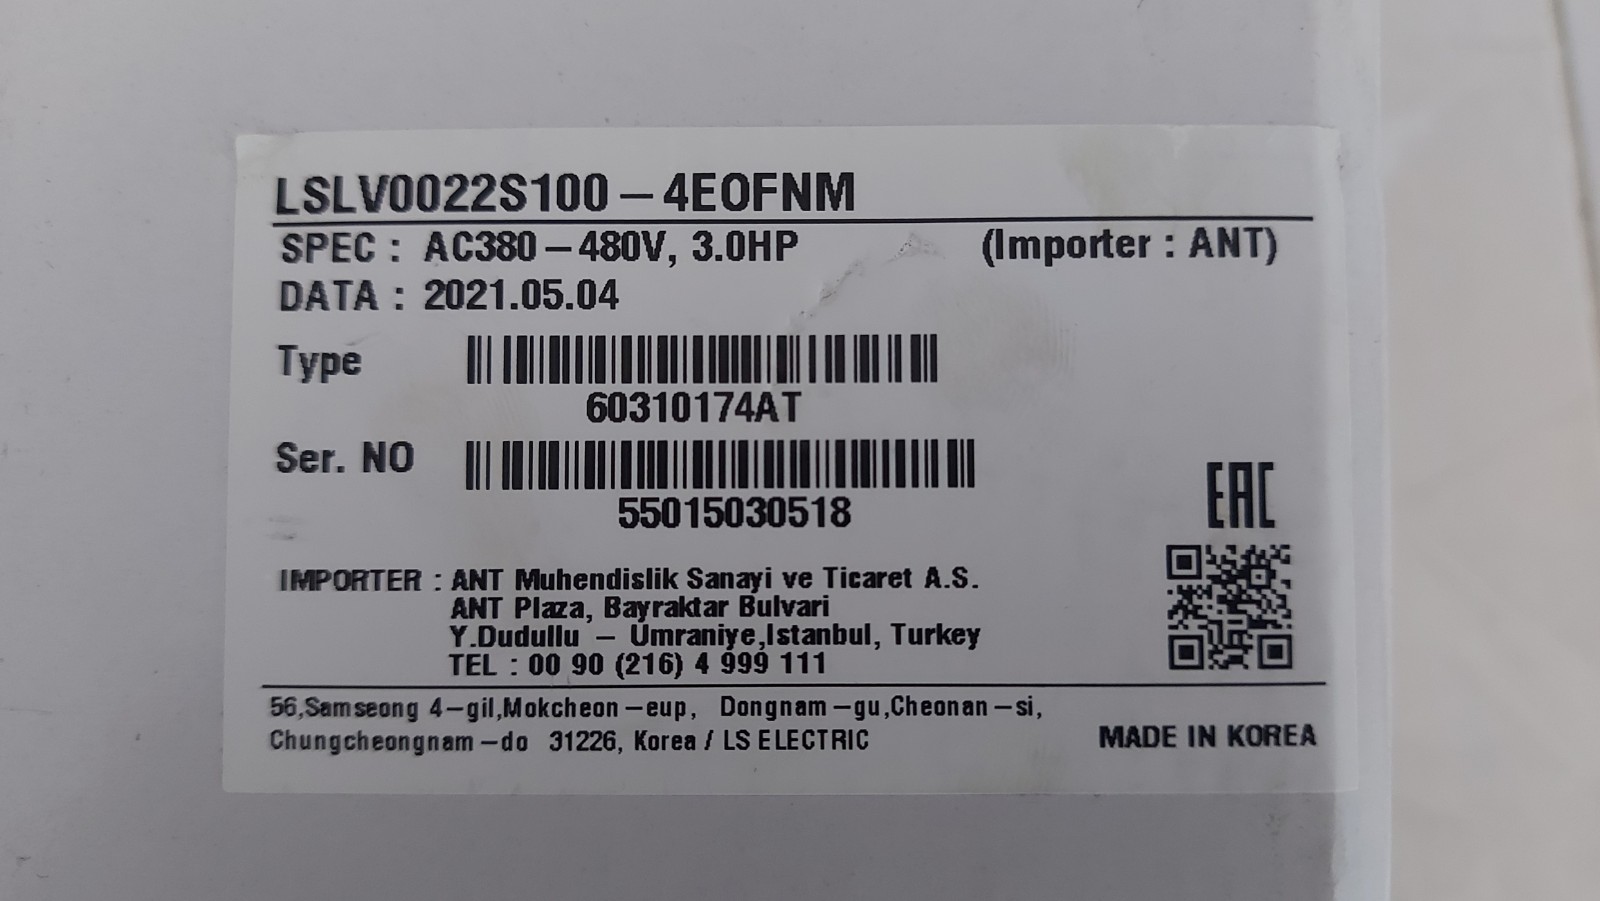 LSLV0022S100-4EOFNM
SPEC : AC380-480V, 3.0HP (Importer : ANT)
DATA : 2021.05.04
Type
60310174AT
Ser. NO
55015030518
EAC
IMPORTER : ANT Muhendislik Sanayi ve Ticaret A.S.
ANT Plaza, Bayraktar Bulvari
Y.Dudullu - Umraniye,Istanbul, Turkey
TEL : 00 90 (216) 4 999 111
56,Samseong 4-gil,Mokcheon-eup, Dongnam-gu,Cheonan-si,
Chungcheongnam-do 31226, Korea / LS ELECTRIC
MADE IN KOREA